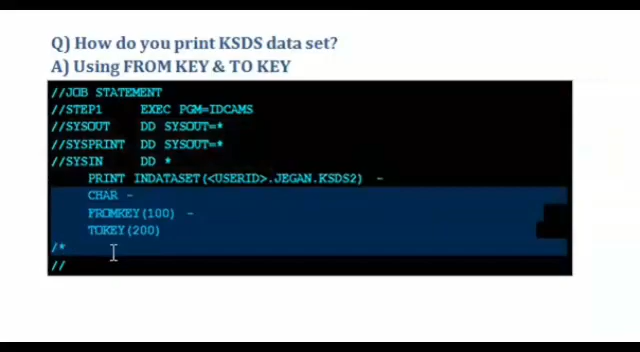 Q) How do you print KSDS data set?
A) Using FROM KEY & TO KEY
//JOB STATEMENT
//STEP1 EXEC PGM=IDCAMS
//SYSOUT DD SYSOUT=*
//SYSPRINT DD SYSOUT=*
//SYSIN DD *
PRINT INDATASET(<USERID>.JEGAN.KSDS2) -
CHAR -
FROMKEY(100) -
TOKEY(200)
/*
//